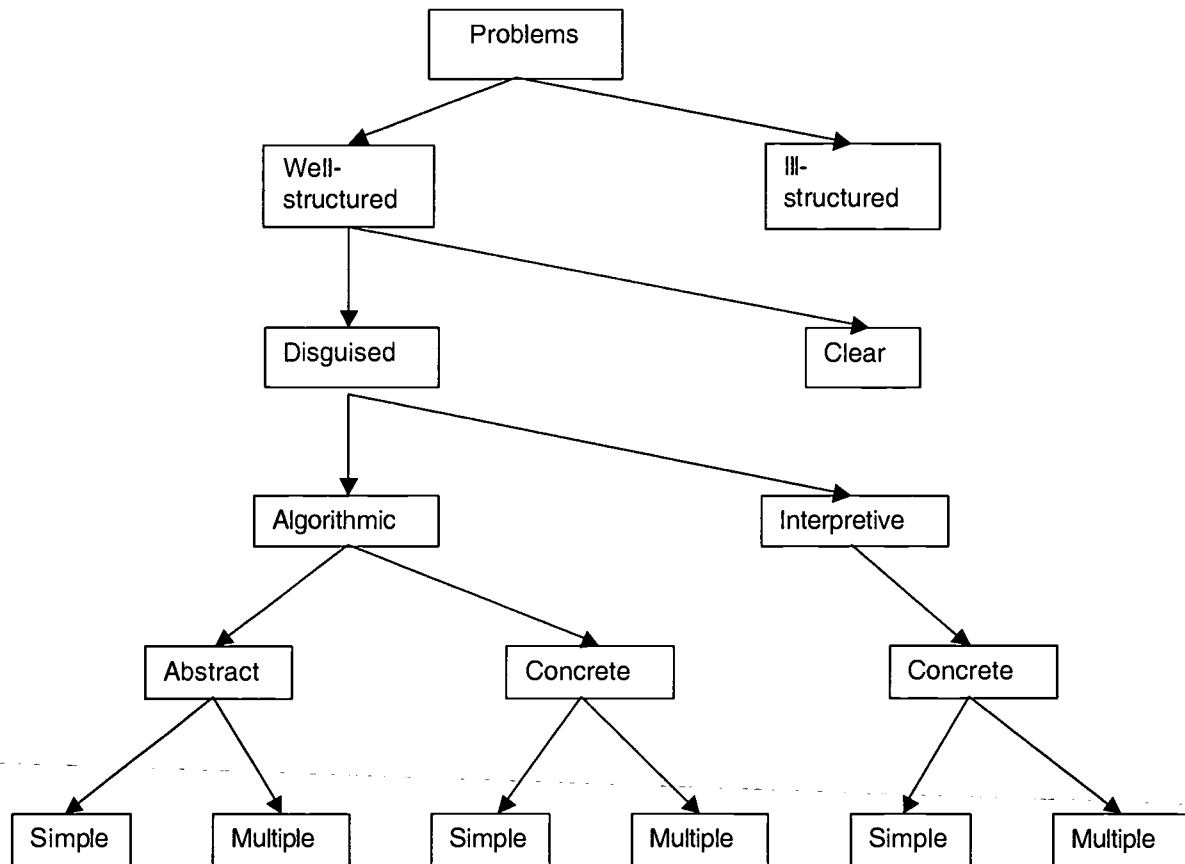 Problems
Well-
structured
Ill-
structured
Disguised
Clear
Algorithmic
Interpretive
Abstract
Concrete
Concrete
Simple
Multiple
Simple
Multiple
Simple
Multiple